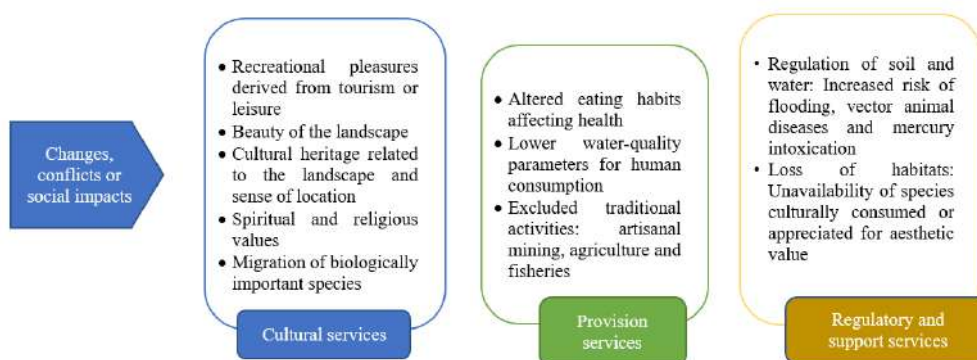 Changes,
conflicts or
social impacts
• Recreational pleasures
derived from tourism or
leisure
• Beauty of the landscape
• Cultural heritage related
to the landscape and
sense of location
• Spiritual and religious
values
• Migration of biologically
important species
Cultural services
• Altered eating habits
affecting health
• Lower water-quality
parameters for human
consumption
• Excluded traditional
activities: artisanal
mining, agriculture and
fisheries
Provision
services
• Regulation of soil and
water: Increased risk of
flooding, vector animal
diseases and mercury
intoxication
• Loss of habitats:
Unavailability of species
culturally consumed or
appreciated for aesthetic
value
Regulatory and
support services